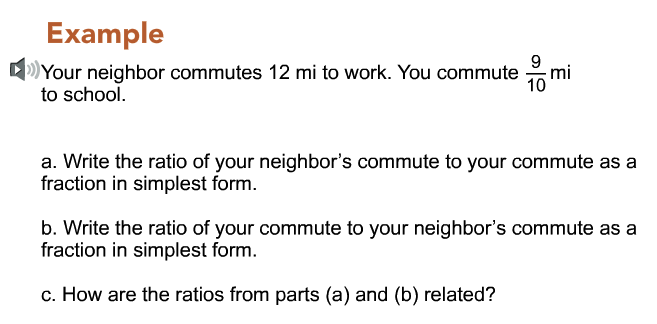 Example
Your neighbor commutes 12 mi to work. You commute 9/10 mi
to school.
a. Write the ratio of your neighbor's commute to your commute as a
fraction in simplest form.
b. Write the ratio of your commute to your neighbor's commute as a
fraction in simplest form.
c. How are the ratios from parts (a) and (b) related?